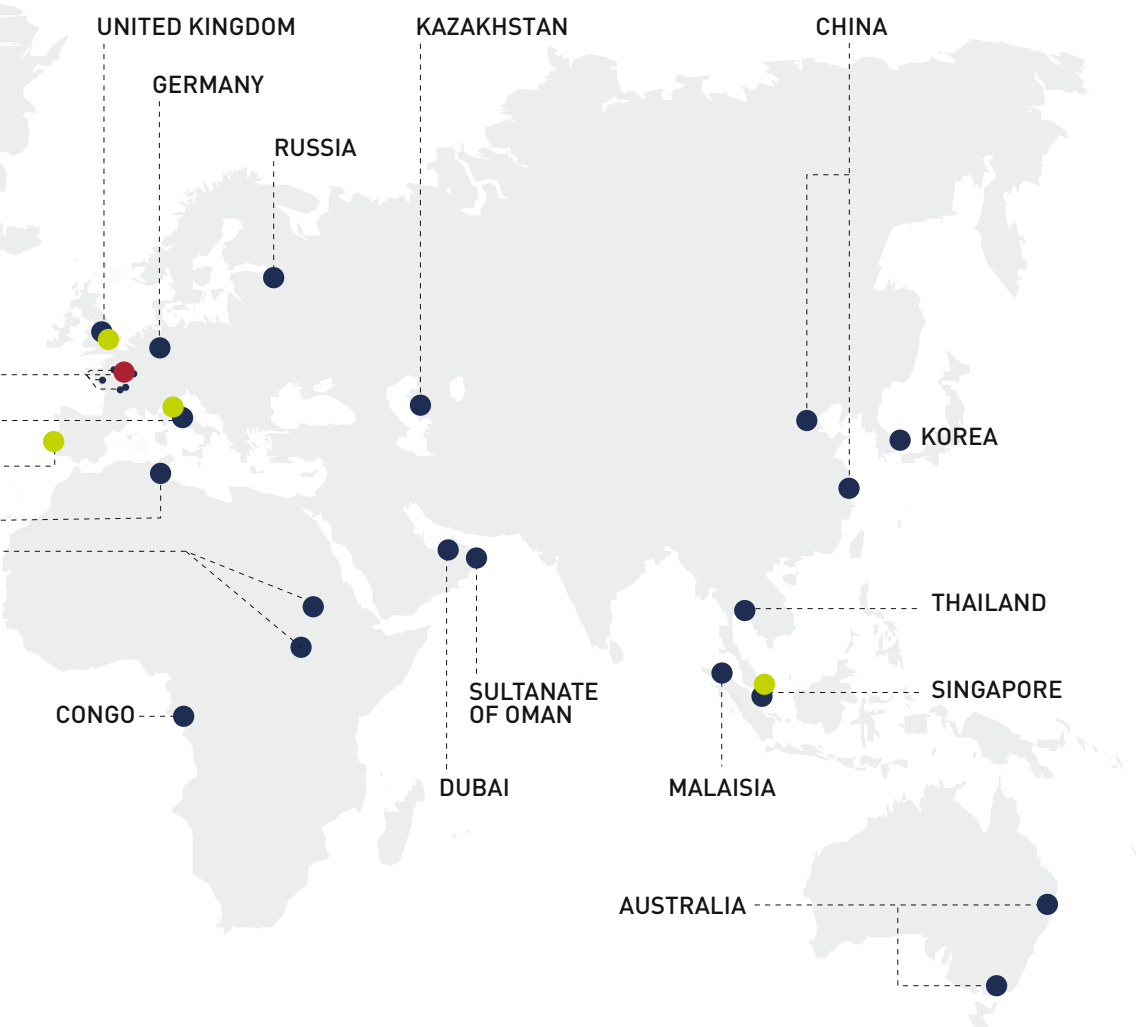 UNITED KINGDOM
KAZAKHSTAN
CHINA
GERMANY
RUSSIA
KOREA
THAILAND
SULTANATE
OF OMAN
SINGAPORE
CONGO
DUBAI
MALAISIA
AUSTRALIA